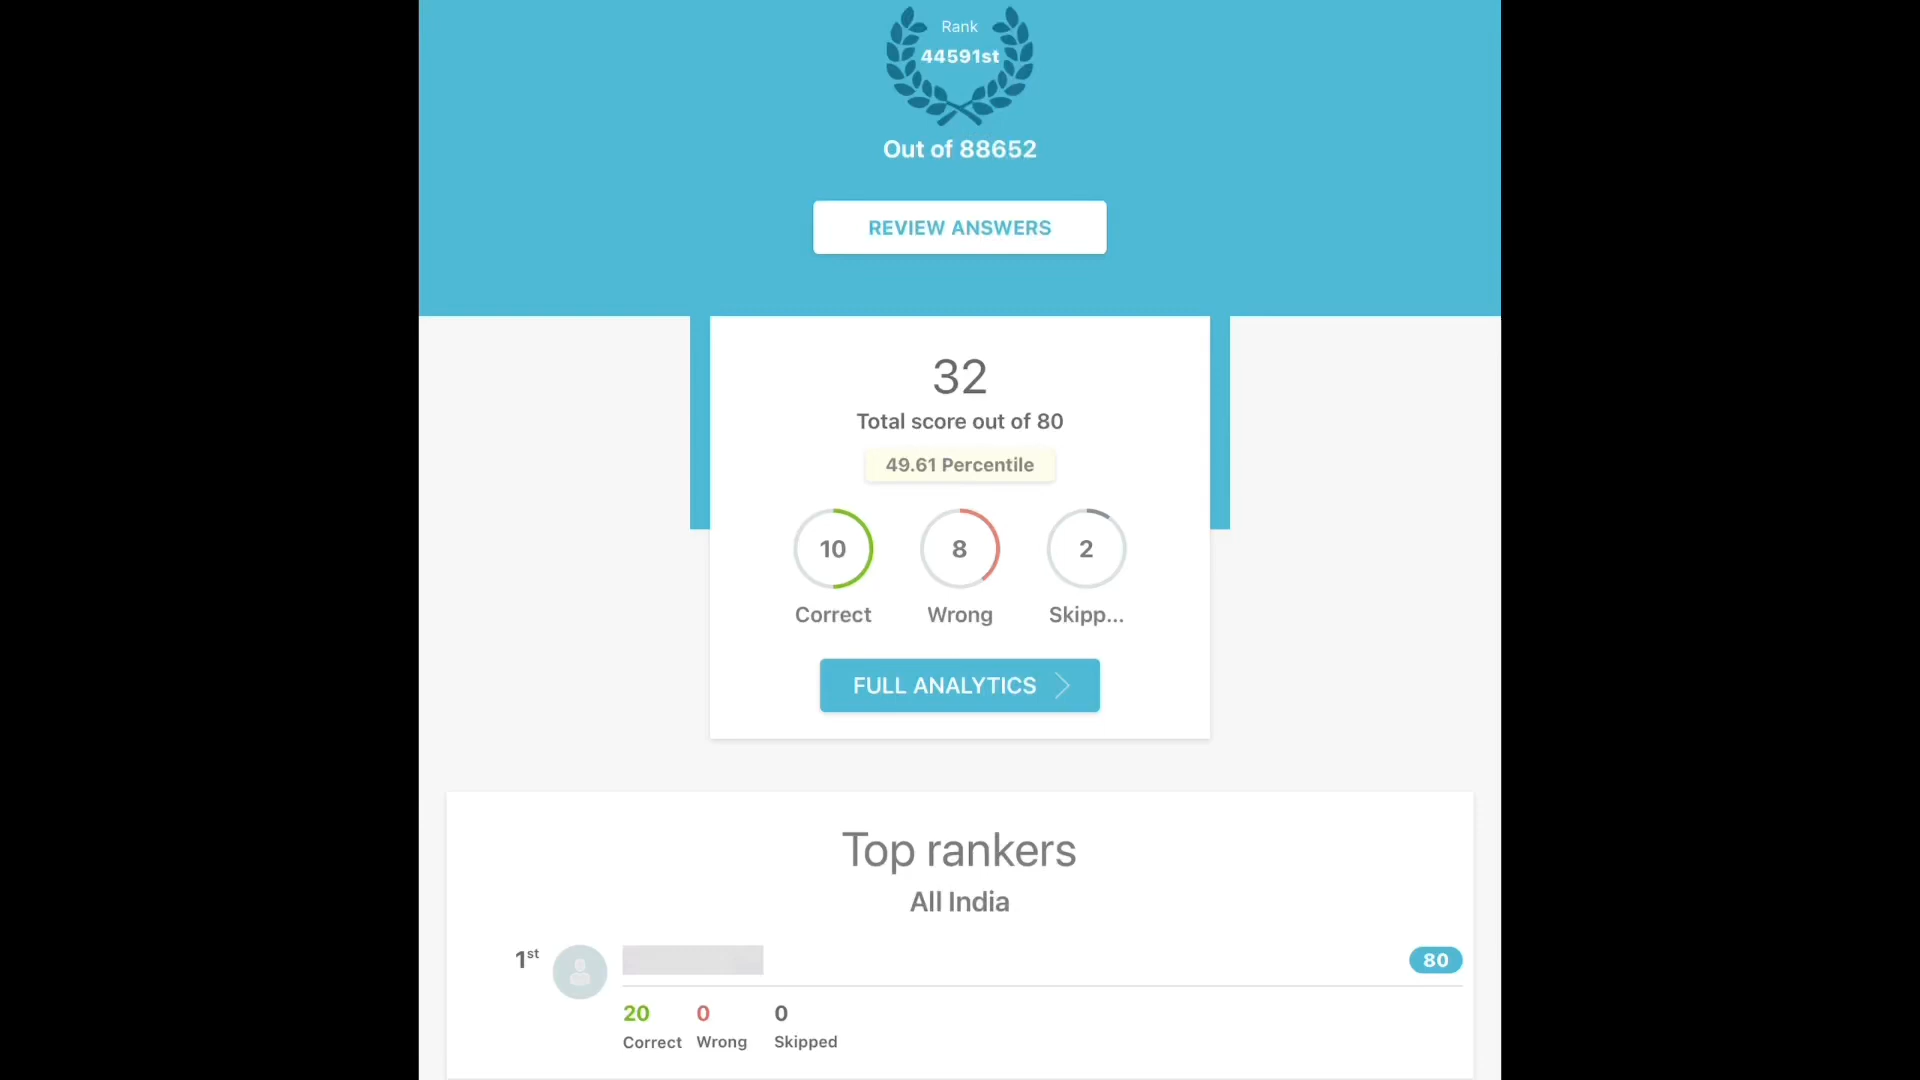 Rank
44591st
Out of 88652
REVIEW ANSWERS
32
Total score out of 80
49.61 Percentile
10 8 2
Correct Wrong Skipp...
FULL ANALYTICS
Top rankers
All India
1st 80
20 0 0
Correct Wrong Skipped